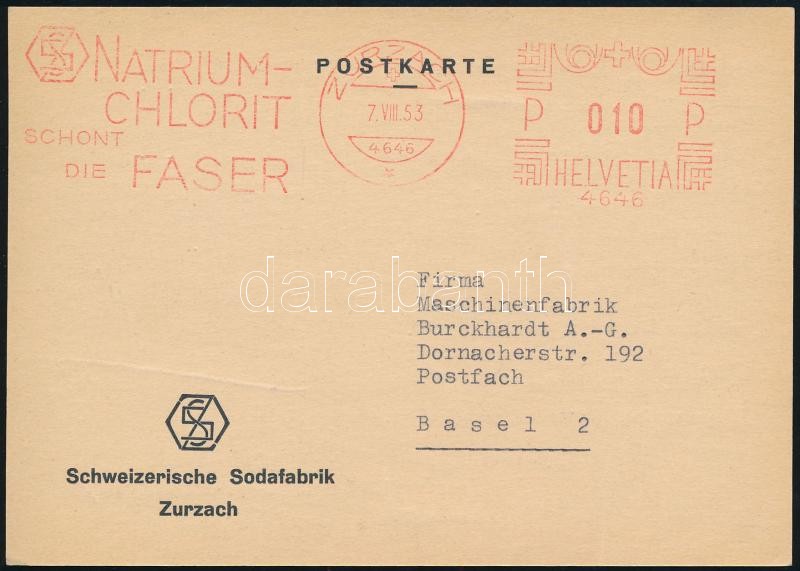 NATRIUM-
CHLORIT
SCHONT
DIE FASER
POSTKARTE
ZURZACH
7.VIII.53
4646
P 010 P
HELVETIA
4646
darabanth
Firma
Maschinenfabrik
Burckhardt A.-G.
Dornacherstr. 192
Postfach
Basel 2
Schweizerische Sodafabrik
Zurzach